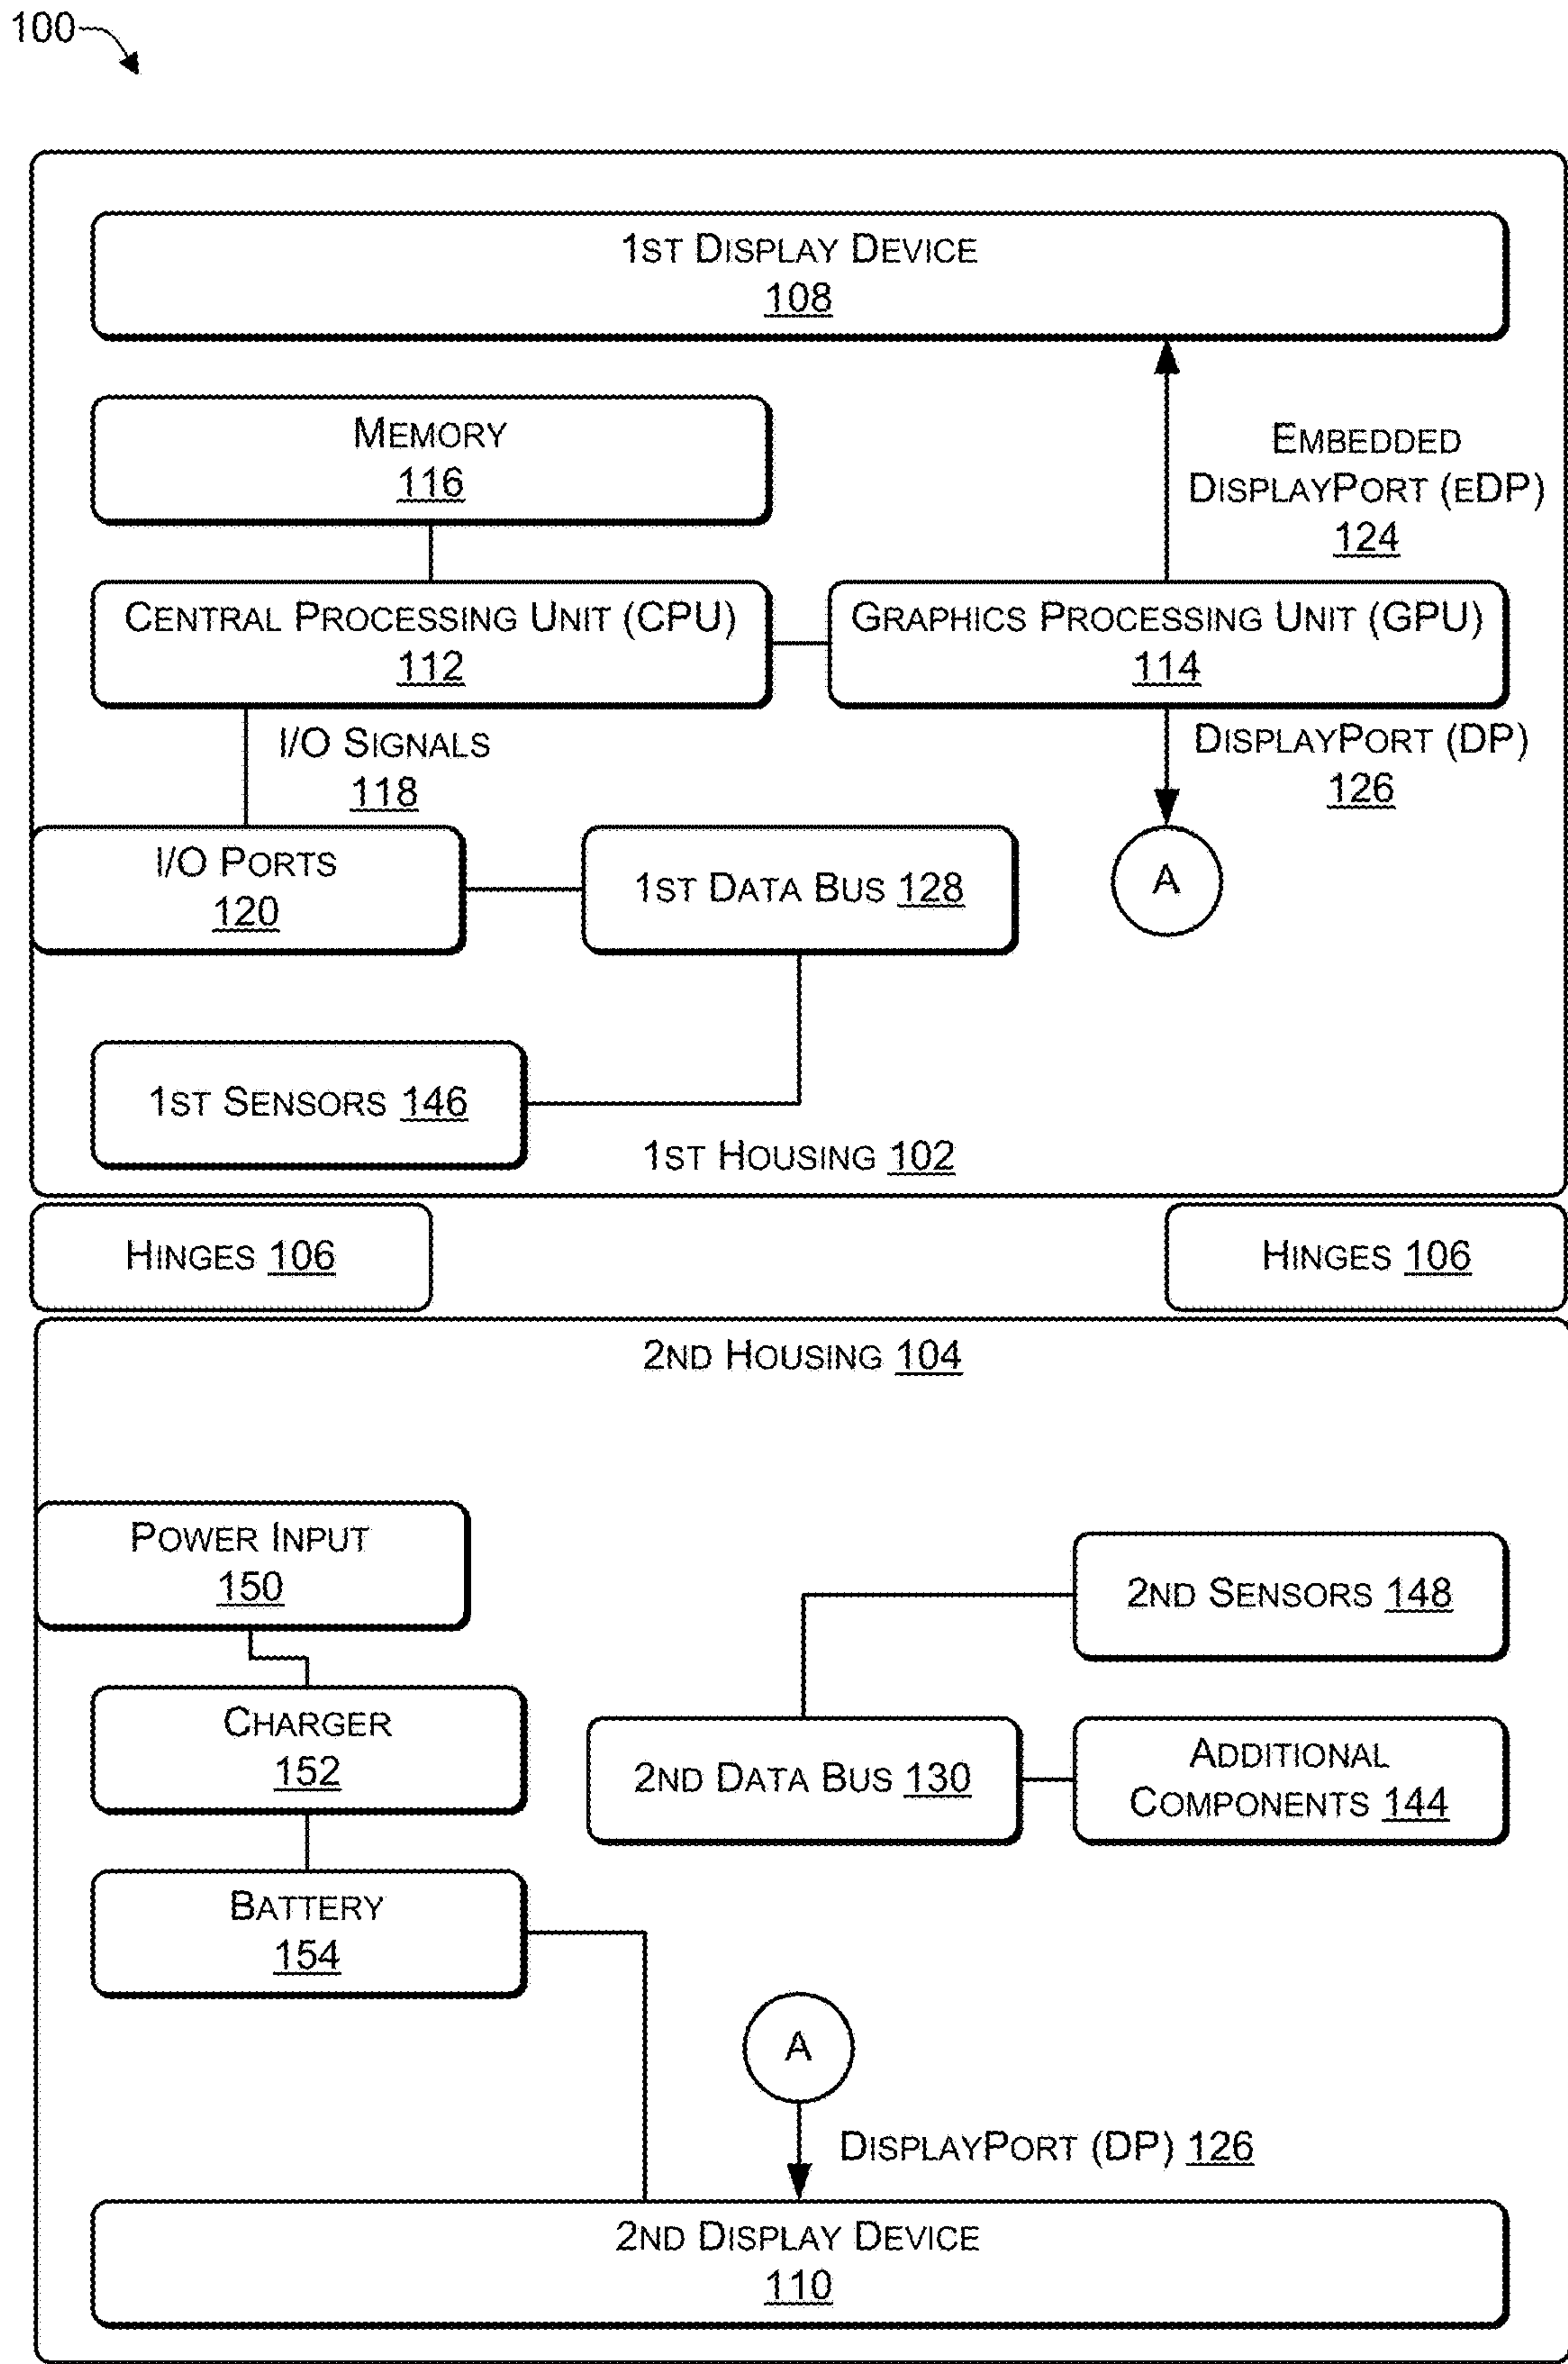 100
1ST DISPLAY DEVICE
108
MEMORY
116
EMBEDDED
DISPLAYPORT (EDP)
124
CENTRAL PROCESSING UNIT (CPU)
112
GRAPHICS PROCESSING UNIT (GPU)
114
I/O SIGNALS
118
DISPLAYPORT (DP)
126
I/O PORTS
120
1ST DATA BUS 128
A
1ST SENSORS 146
1ST HOUSING 102
HINGES 106
HINGES 106
2ND HOUSING 104
POWER INPUT
150
2ND SENSORS 148
CHARGER
152
2ND DATA BUS 130
ADDITIONAL
COMPONENTS 144
BATTERY
154
A
DISPLAYPORT (DP) 126
2ND DISPLAY DEVICE
110